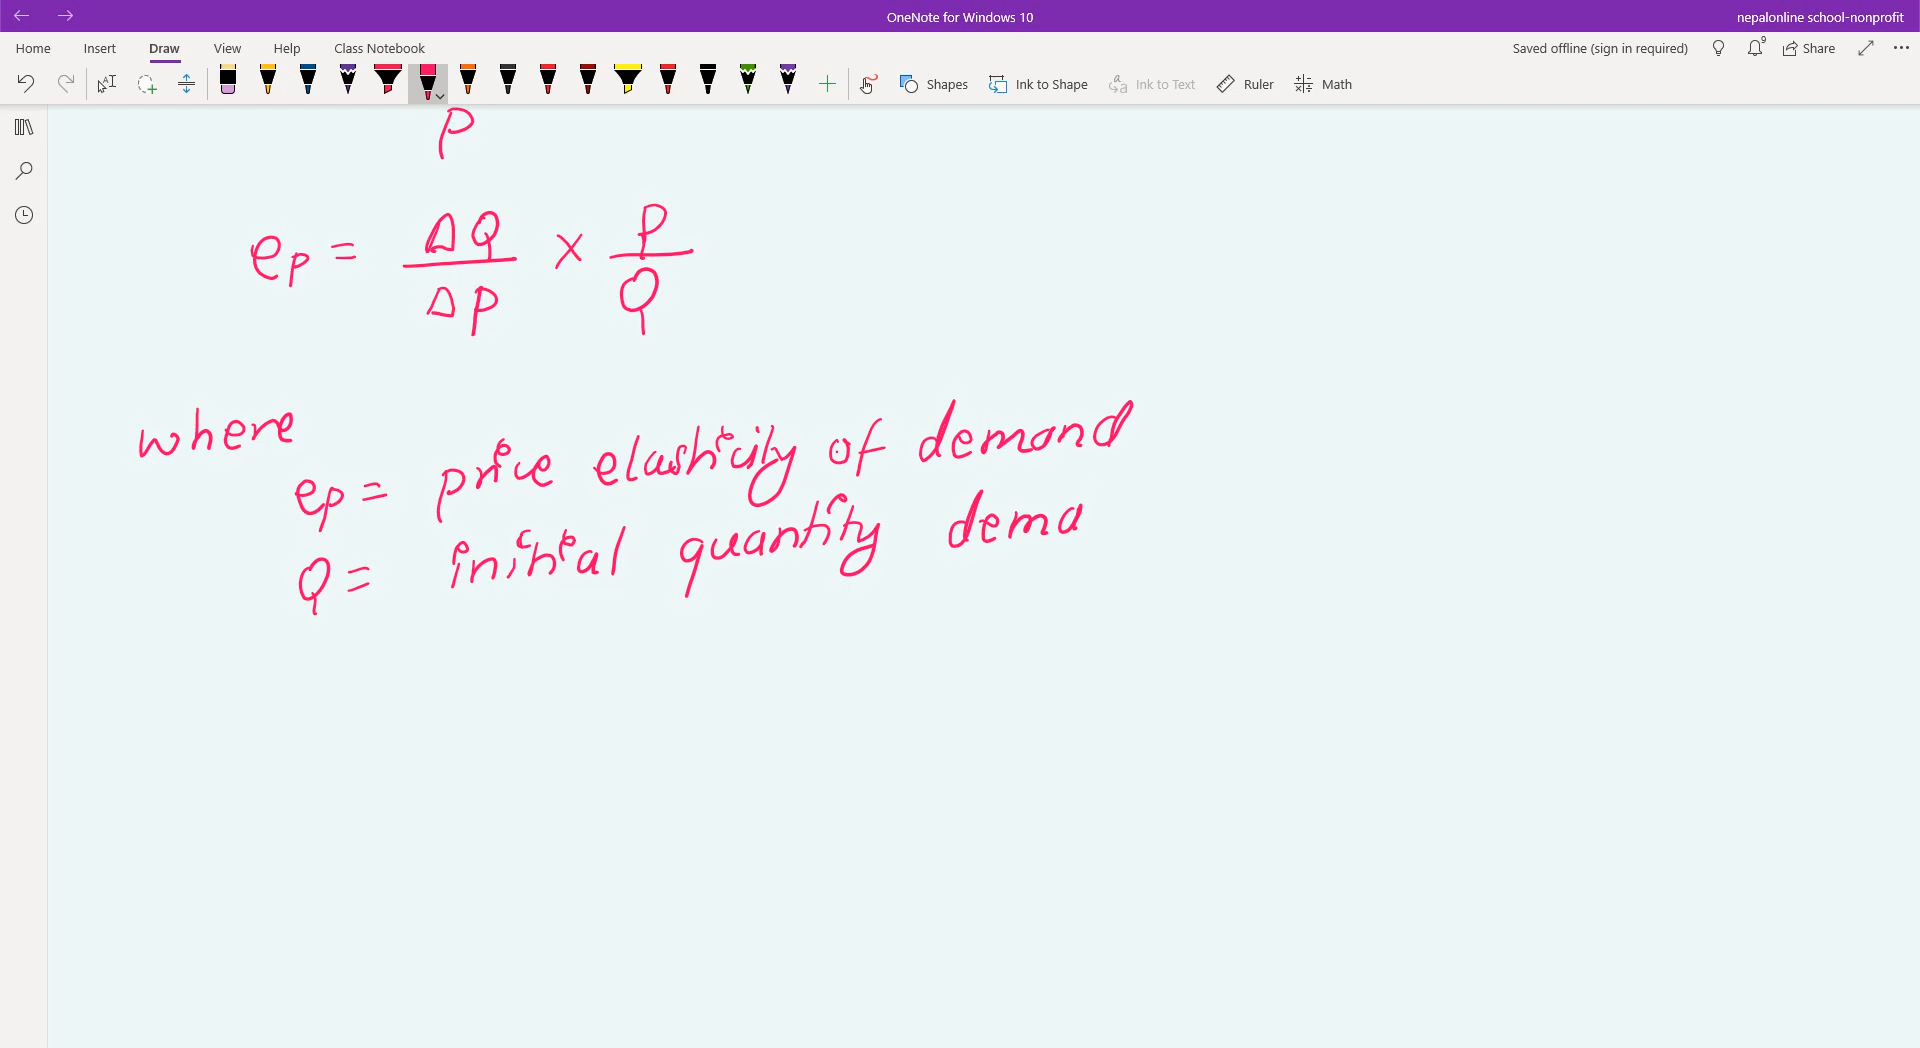 OneNote for Windows 10
nepalonline school-nonprofit
Home Insert Draw View Help Class Notebook
Saved offline (sign in required) 9 Share
Shapes Ink to Shape Ink to Text Ruler Math
P
ep = ΔQ/ΔP × P/Q
where
ep = price elasticity of demand
Q = initial quantity dema